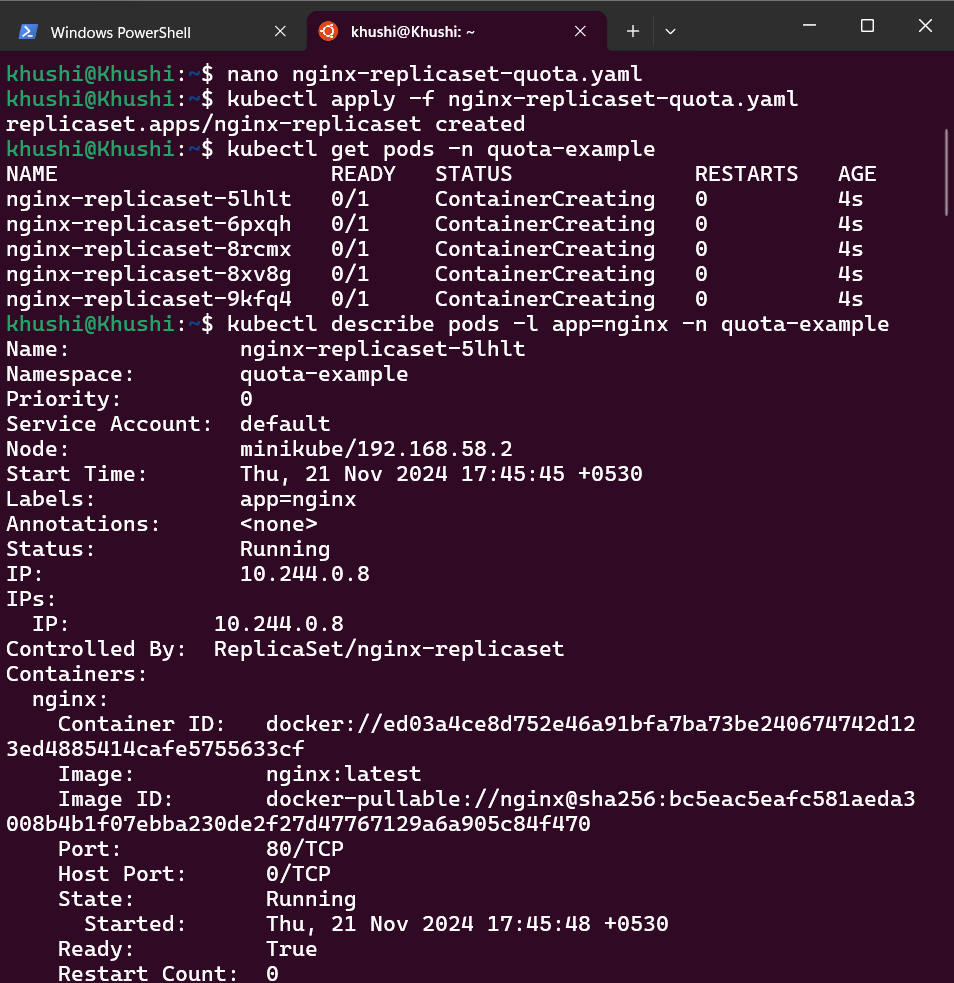 Windows PowerShell
khushi@Khushi: ~
khushi@Khushi:~$ nano nginx-replicaset-quota.yaml
khushi@Khushi:~$ kubectl apply -f nginx-replicaset-quota.yaml
replicaset.apps/nginx-replicaset created
khushi@Khushi:~$ kubectl get pods -n quota-example
NAME                     READY   STATUS              RESTARTS   AGE
nginx-replicaset-5lhlt   0/1     ContainerCreating   0          4s
nginx-replicaset-6pxqh   0/1     ContainerCreating   0          4s
nginx-replicaset-8rcmx   0/1     ContainerCreating   0          4s
nginx-replicaset-8xv8g   0/1     ContainerCreating   0          4s
nginx-replicaset-9kfq4   0/1     ContainerCreating   0          4s
khushi@Khushi:~$ kubectl describe pods -l app=nginx -n quota-example
Name:             nginx-replicaset-5lhlt
Namespace:        quota-example
Priority:         0
Service Account:  default
Node:             minikube/192.168.58.2
Start Time:       Thu, 21 Nov 2024 17:45:45 +0530
Labels:           app=nginx
Annotations:      <none>
Status:           Running
IP:               10.244.0.8
IPs:
  IP:           10.244.0.8
Controlled By:  ReplicaSet/nginx-replicaset
Containers:
  nginx:
    Container ID:   docker://ed03a4ce8d752e46a91bfa7ba73be240674742d12
3ed4885414cafe5755633cf
    Image:          nginx:latest
    Image ID:       docker-pullable://nginx@sha256:bc5eac5eafc581aeda3
008b4b1f07ebba230de2f27d47767129a6a905c84f470
    Port:           80/TCP
    Host Port:      0/TCP
    State:          Running
      Started:      Thu, 21 Nov 2024 17:45:48 +0530
    Ready:          True
    Restart Count:  0